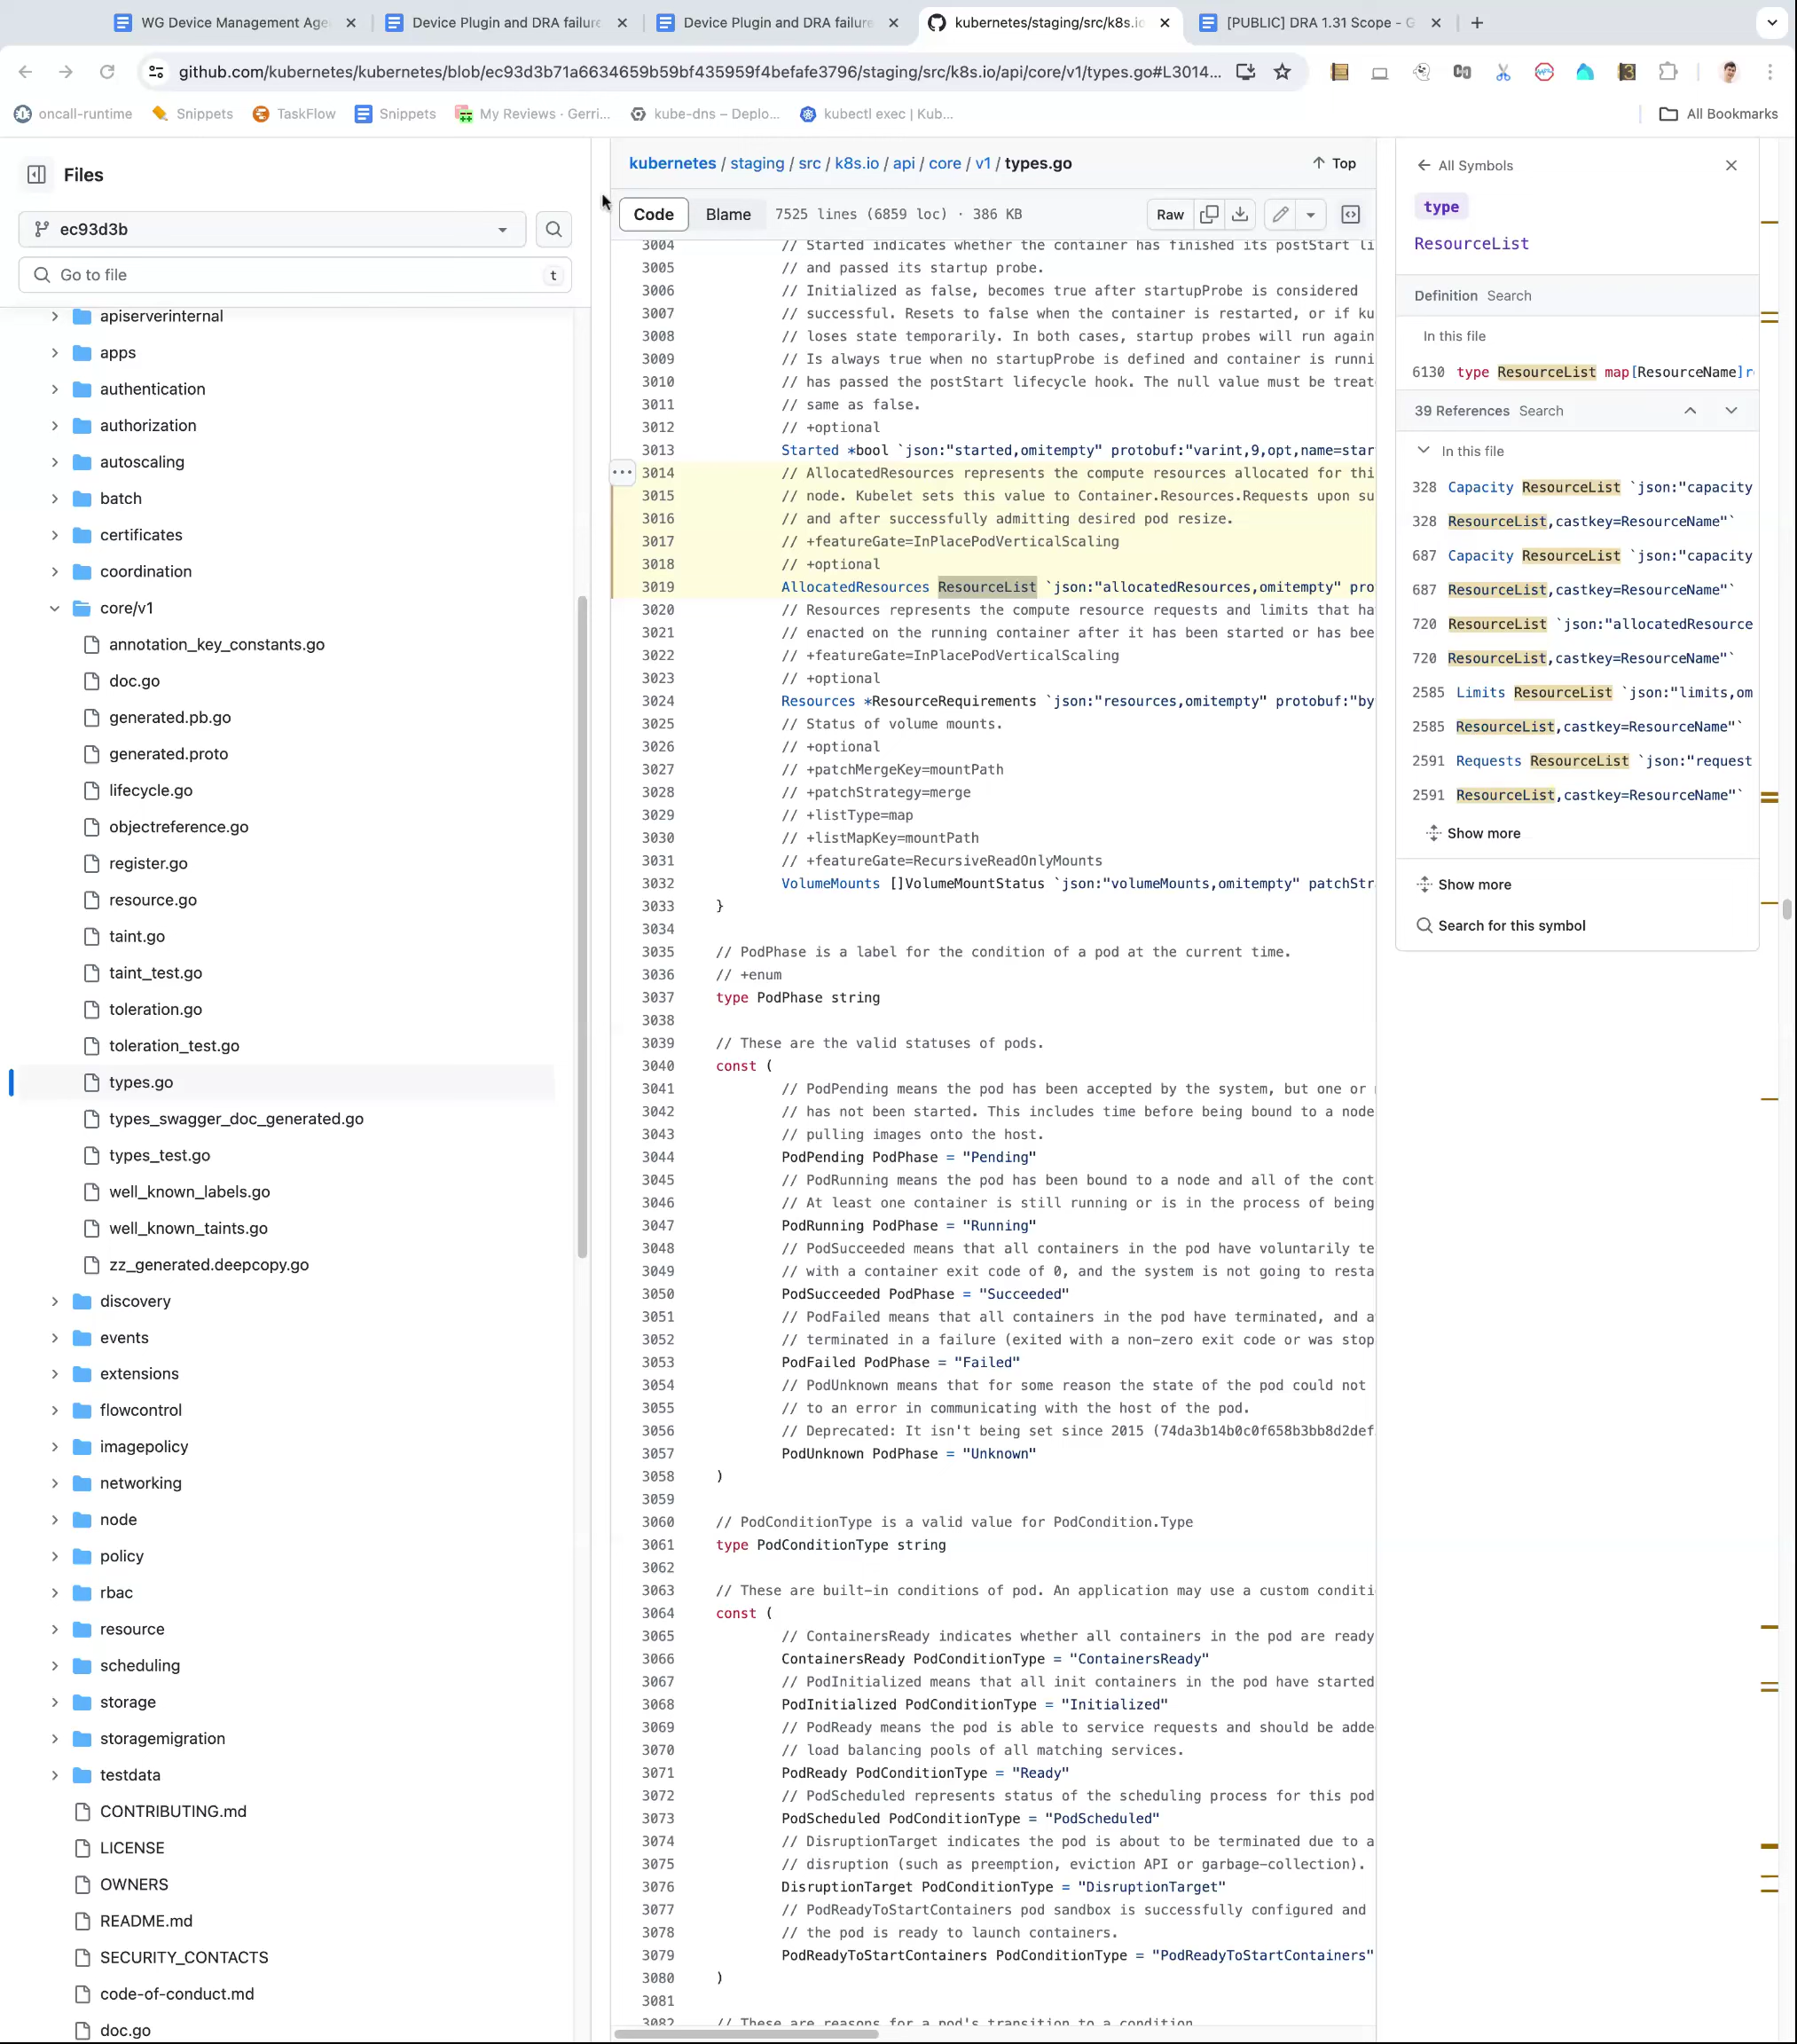 WG Device Management Age
Device Plugin and DRA failure
Device Plugin and DRA failure
kubernetes/staging/src/k8s.io
[PUBLIC] DRA 1.31 Scope - G
github.com/kubernetes/kubernetes/blob/ec93d3b71a6634659b59bf435959f4befafe3796/staging/src/k8s.io/api/core/v1/types.go#L3014...
oncall-runtime
Snippets
TaskFlow
Snippets
My Reviews · Gerri...
kube-dns – Deplo...
kubectl exec | Kub...
All Bookmarks
Files
ec93d3b
Go to file
t
apiserverinternal
apps
authentication
authorization
autoscaling
batch
certificates
coordination
core/v1
annotation_key_constants.go
doc.go
generated.pb.go
generated.proto
lifecycle.go
objectreference.go
register.go
resource.go
taint.go
taint_test.go
toleration.go
toleration_test.go
types.go
types_swagger_doc_generated.go
types_test.go
well_known_labels.go
well_known_taints.go
zz_generated.deepcopy.go
discovery
events
extensions
flowcontrol
imagepolicy
networking
node
policy
rbac
resource
scheduling
storage
storagemigration
testdata
CONTRIBUTING.md
LICENSE
OWNERS
README.md
SECURITY_CONTACTS
code-of-conduct.md
doc.go
kubernetes / staging / src / k8s.io / api / core / v1 / types.go
Top
Code Blame 7525 lines (6859 loc) · 386 KB
Raw
3004 // Started indicates whether the container has finished its postStart li
3005 // and passed its startup probe.
3006 // Initialized as false, becomes true after startupProbe is considered
3007 // successful. Resets to false when the container is restarted, or if ku
3008 // loses state temporarily. In both cases, startup probes will run again
3009 // Is always true when no startupProbe is defined and container is runni
3010 // has passed the postStart lifecycle hook. The null value must be treat
3011 // same as false.
3012 // +optional
3013 Started *bool `json:"started,omitempty" protobuf:"varint,9,opt,name=star
3014 // AllocatedResources represents the compute resources allocated for thi
3015 // node. Kubelet sets this value to Container.Resources.Requests upon su
3016 // and after successfully admitting desired pod resize.
3017 // +featureGate=InPlacePodVerticalScaling
3018 // +optional
3019 AllocatedResources ResourceList `json:"allocatedResources,omitempty" pro
3020 // Resources represents the compute resource requests and limits that ha
3021 // enacted on the running container after it has been started or has bee
3022 // +featureGate=InPlacePodVerticalScaling
3023 // +optional
3024 Resources *ResourceRequirements `json:"resources,omitempty" protobuf:"by
3025 // Status of volume mounts.
3026 // +optional
3027 // +patchMergeKey=mountPath
3028 // +patchStrategy=merge
3029 // +listType=map
3030 // +listMapKey=mountPath
3031 // +featureGate=RecursiveReadOnlyMounts
3032 VolumeMounts []VolumeMountStatus `json:"volumeMounts,omitempty" patchStr
3033 }
3034
3035 // PodPhase is a label for the condition of a pod at the current time.
3036 // +enum
3037 type PodPhase string
3038
3039 // These are the valid statuses of pods.
3040 const (
3041 // PodPending means the pod has been accepted by the system, but one or
3042 // has not been started. This includes time before being bound to a node
3043 // pulling images onto the host.
3044 PodPending PodPhase = "Pending"
3045 // PodRunning means the pod has been bound to a node and all of the cont
3046 // At least one container is still running or is in the process of being
3047 PodRunning PodPhase = "Running"
3048 // PodSucceeded means that all containers in the pod have voluntarily te
3049 // with a container exit code of 0, and the system is not going to resta
3050 PodSucceeded PodPhase = "Succeeded"
3051 // PodFailed means that all containers in the pod have terminated, and a
3052 // terminated in a failure (exited with a non-zero exit code or was stop
3053 PodFailed PodPhase = "Failed"
3054 // PodUnknown means that for some reason the state of the pod could not
3055 // to an error in communicating with the host of the pod.
3056 // Deprecated: It isn't being set since 2015 (74da3b14b0c0f658b3bb8d2def
3057 PodUnknown PodPhase = "Unknown"
3058 )
3059
3060 // PodConditionType is a valid value for PodCondition.Type
3061 type PodConditionType string
3062
3063 // These are built-in conditions of pod. An application may use a custom conditi
3064 const (
3065 // ContainersReady indicates whether all containers in the pod are ready
3066 ContainersReady PodConditionType = "ContainersReady"
3067 // PodInitialized means that all init containers in the pod have started
3068 PodInitialized PodConditionType = "Initialized"
3069 // PodReady means the pod is able to service requests and should be adde
3070 // load balancing pools of all matching services.
3071 PodReady PodConditionType = "Ready"
3072 // PodScheduled represents status of the scheduling process for this pod
3073 PodScheduled PodConditionType = "PodScheduled"
3074 // DisruptionTarget indicates the pod is about to be terminated due to a
3075 // disruption (such as preemption, eviction API or garbage-collection).
3076 DisruptionTarget PodConditionType = "DisruptionTarget"
3077 // PodReadyToStartContainers pod sandbox is successfully configured and
3078 // the pod is ready to launch containers.
3079 PodReadyToStartContainers PodConditionType = "PodReadyToStartContainers"
3080 )
3081
3082 // These are reasons for a pod's transition to a condition
All Symbols
type
ResourceList
Definition Search
In this file
6130 type ResourceList map[ResourceName]r
39 References Search
In this file
328 Capacity ResourceList `json:"capacity
328 ResourceList,castkey=ResourceName"`
687 Capacity ResourceList `json:"capacity
687 ResourceList,castkey=ResourceName"`
720 ResourceList `json:"allocatedResource
720 ResourceList,castkey=ResourceName"`
2585 Limits ResourceList `json:"limits,om
2585 ResourceList,castkey=ResourceName"`
2591 Requests ResourceList `json:"request
2591 ResourceList,castkey=ResourceName"`
Show more
Show more
Search for this symbol